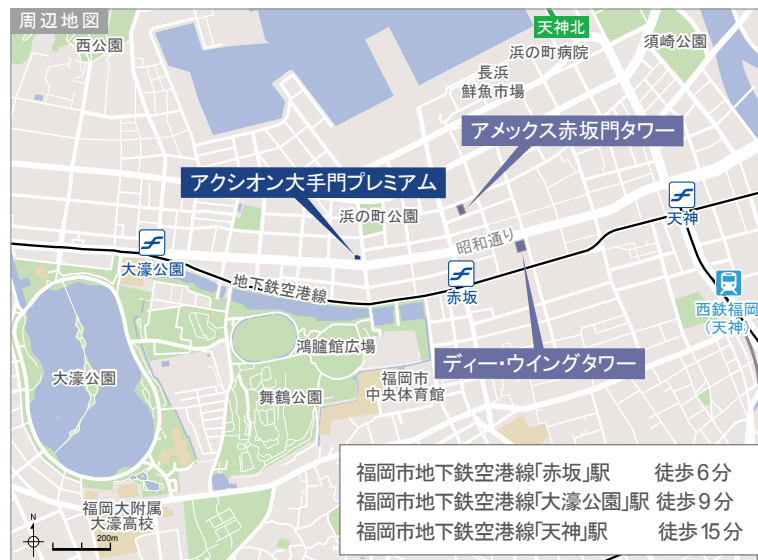 周辺地図
西公園
天神北
浜の町病院
須崎公園
長浜
鮮魚市場
アメックス赤坂門タワー
アクシオン大手門プレミアム
浜の町公園
天神
昭和通り
大濠公園
地下鉄空港線
赤坂
西鉄福岡
(天神)
鴻臚館広場
ディー・ウイングタワー
大濠公園
福岡市
中央体育館
舞鶴公園
福岡大附属
大濠高校
N
200m
福岡市地下鉄空港線「赤坂」駅 徒歩6分
福岡市地下鉄空港線「大濠公園」駅 徒歩9分
福岡市地下鉄空港線「天神」駅 徒歩15分